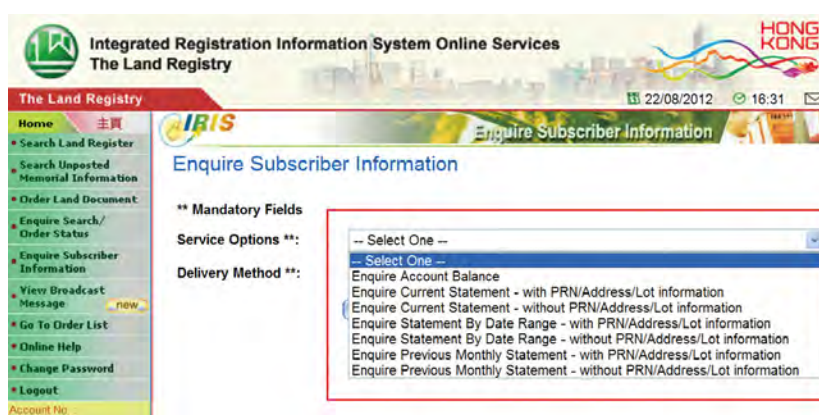 Integrated Registration Information System Online Services
The Land Registry
HONG
KONG
The Land Registry
22/08/2012 16:31
Home 主頁
Search Land Register
Search Unposted
Memorial Information
Order Land Document
Enquire Search/
Order Status
Enquire Subscriber
Information
View Broadcast
Message new
Go To Order List
Online Help
Change Password
Logout
Account No
IRIS
Enquire Subscriber Information
Enquire Subscriber Information
** Mandatory Fields
Service Options **:
-- Select One --
-- Select One --
Enquire Account Balance
Enquire Current Statement - with PRN/Address/Lot information
Enquire Current Statement - without PRN/Address/Lot information
Enquire Statement By Date Range - with PRN/Address/Lot information
Enquire Statement By Date Range - without PRN/Address/Lot information
Enquire Previous Monthly Statement - with PRN/Address/Lot information
Enquire Previous Monthly Statement - without PRN/Address/Lot information
Delivery Method **: